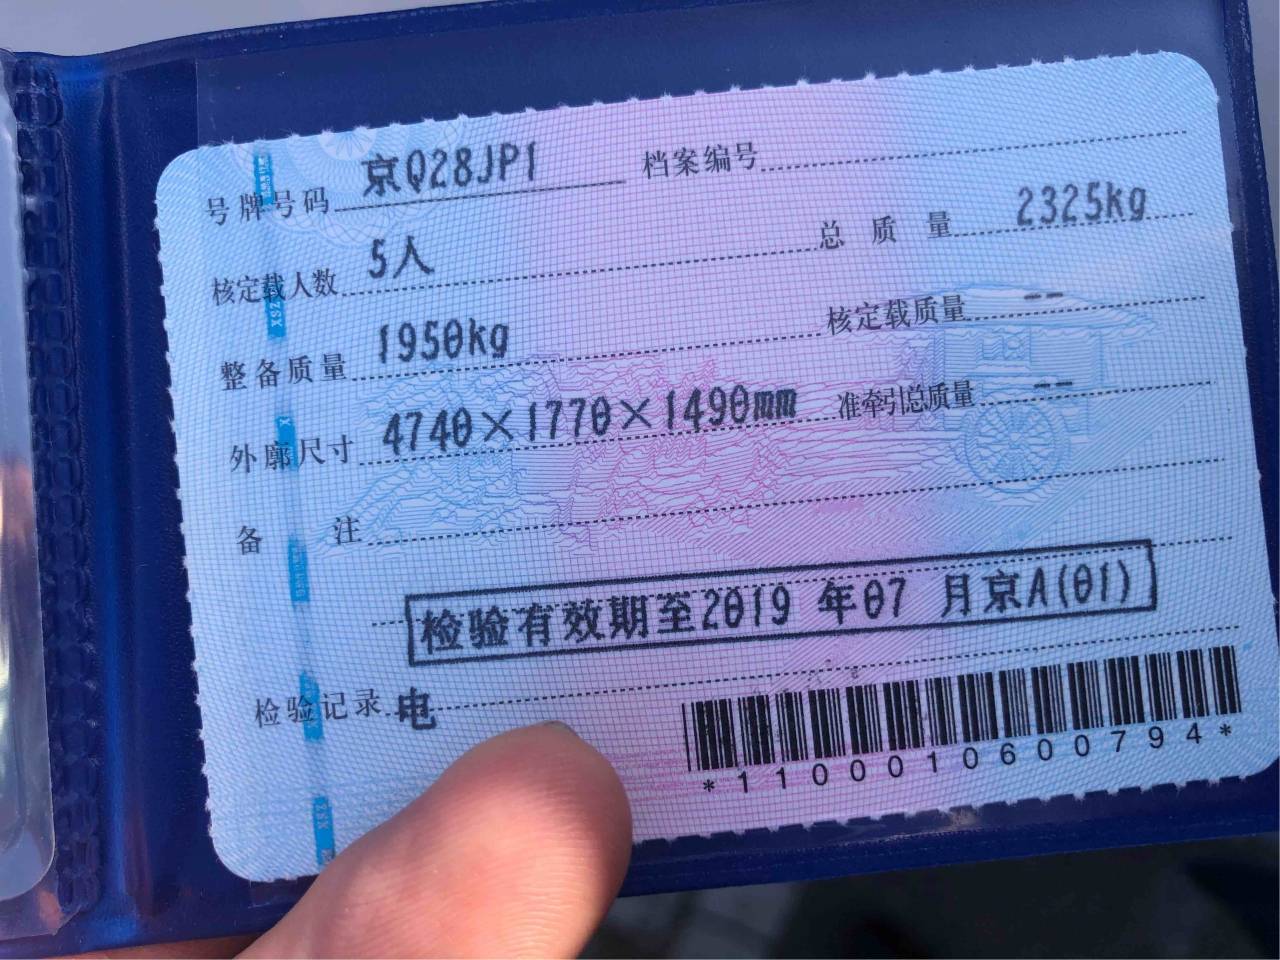 号牌号码 京Q28JP1 档案编号
核定载人数 5人 总质量 2325kg
整备质量 1950kg 核定载质量 --
外廓尺寸 4740×1770×1490mm 准牵引总质量 --
备注
检验有效期至2019 年07 月京A(01)
检验记录 电
*1100010600794*
XSZ
X
XSZ